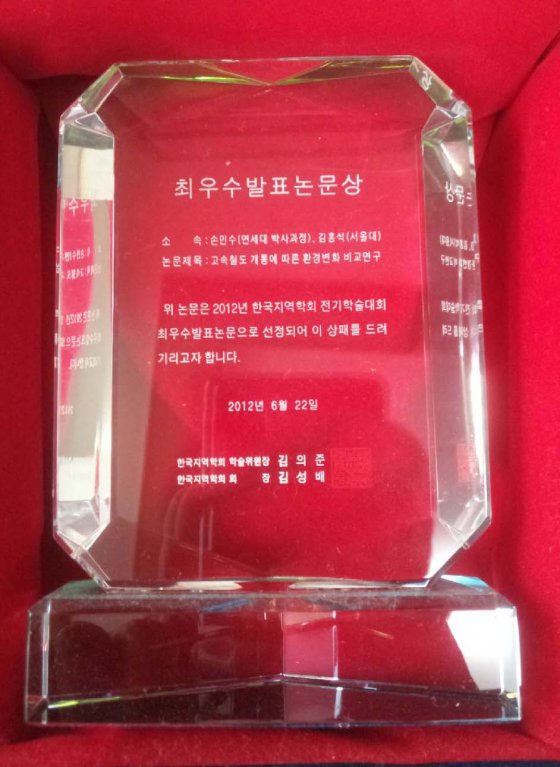 최우수발표논문상
소 속 : 손민수(연세대 박사과정), 김홍석(서울대)
논문제목 : 고속철도 개통에 따른 환경변화 비교연구
위 논문은 2012년 한국지역학회 전기학술대회
최우수발표논문으로 선정되어 이 상패를 드려
기리고자 합니다.
2012년 6월 22일
한국지역학회 학술위원장 김 의 준
한국지역학회 회 장 김 성 배